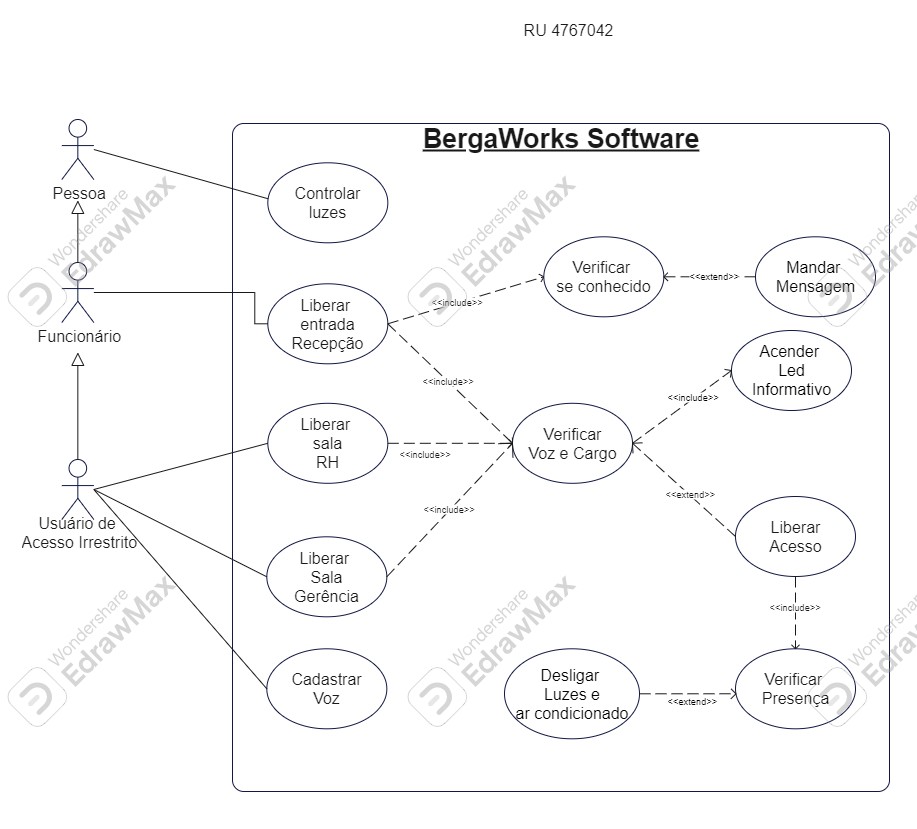 RU 4767042
BergaWorks Software
Pessoa
Controlar
luzes
Funcionário
Liberar
entrada
Recepção
<<include>>
Verificar
se conhecido
<<extend>>
Mandar
Mensagem
<<include>>
Acender
Led
Informativo
<<include>>
Liberar
sala
RH
<<include>>
Verificar
Voz e Cargo
<<extend>>
Usuário de
Acesso Irrestrito
<<include>>
Liberar
Acesso
Liberar
Sala
Gerência
<<include>>
Cadastrar
Voz
Desligar
Luzes e
ar condicionado
<<extend>>
Verificar
Presença
Wondershare
EdrawMax
Wondershare
EdrawMax
Wondershare
EdrawMax
Wondershare
EdrawMax
Wondershare
EdrawMax
Wondershare
EdrawMax